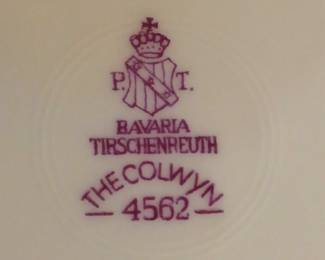 P. T.
BAVARIA
TIRSCHENREUTH
THE COLWYN
— 4562 —